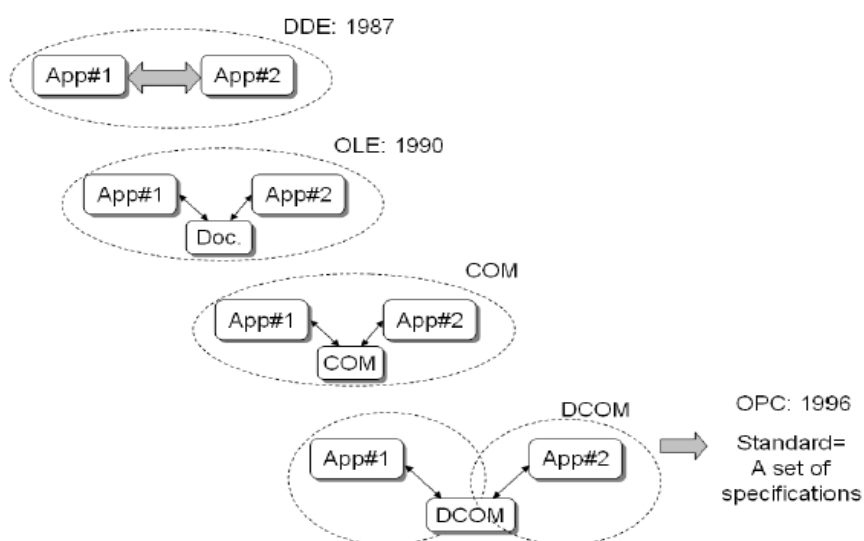 DDE: 1987
App#1
App#2
OLE: 1990
App#1
App#2
Doc.
COM
App#1
App#2
COM
DCOM
App#1
App#2
DCOM
OPC: 1996
Standard=
A set of
specifications